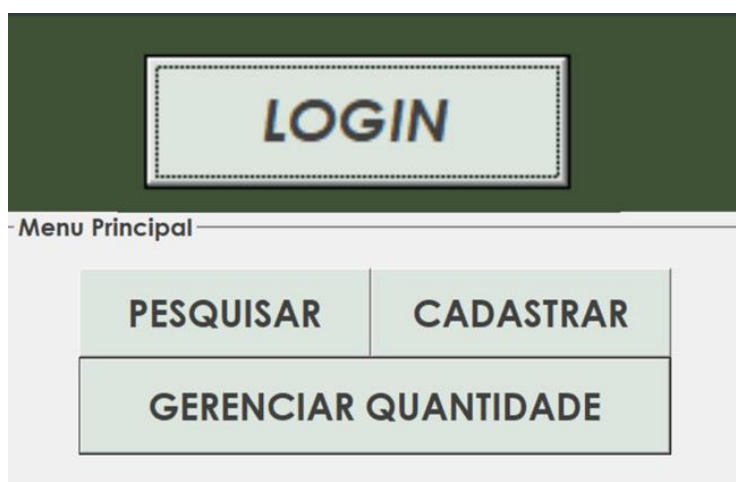 LOGIN
Menu Principal
PESQUISAR CADASTRAR
GERENCIAR QUANTIDADE